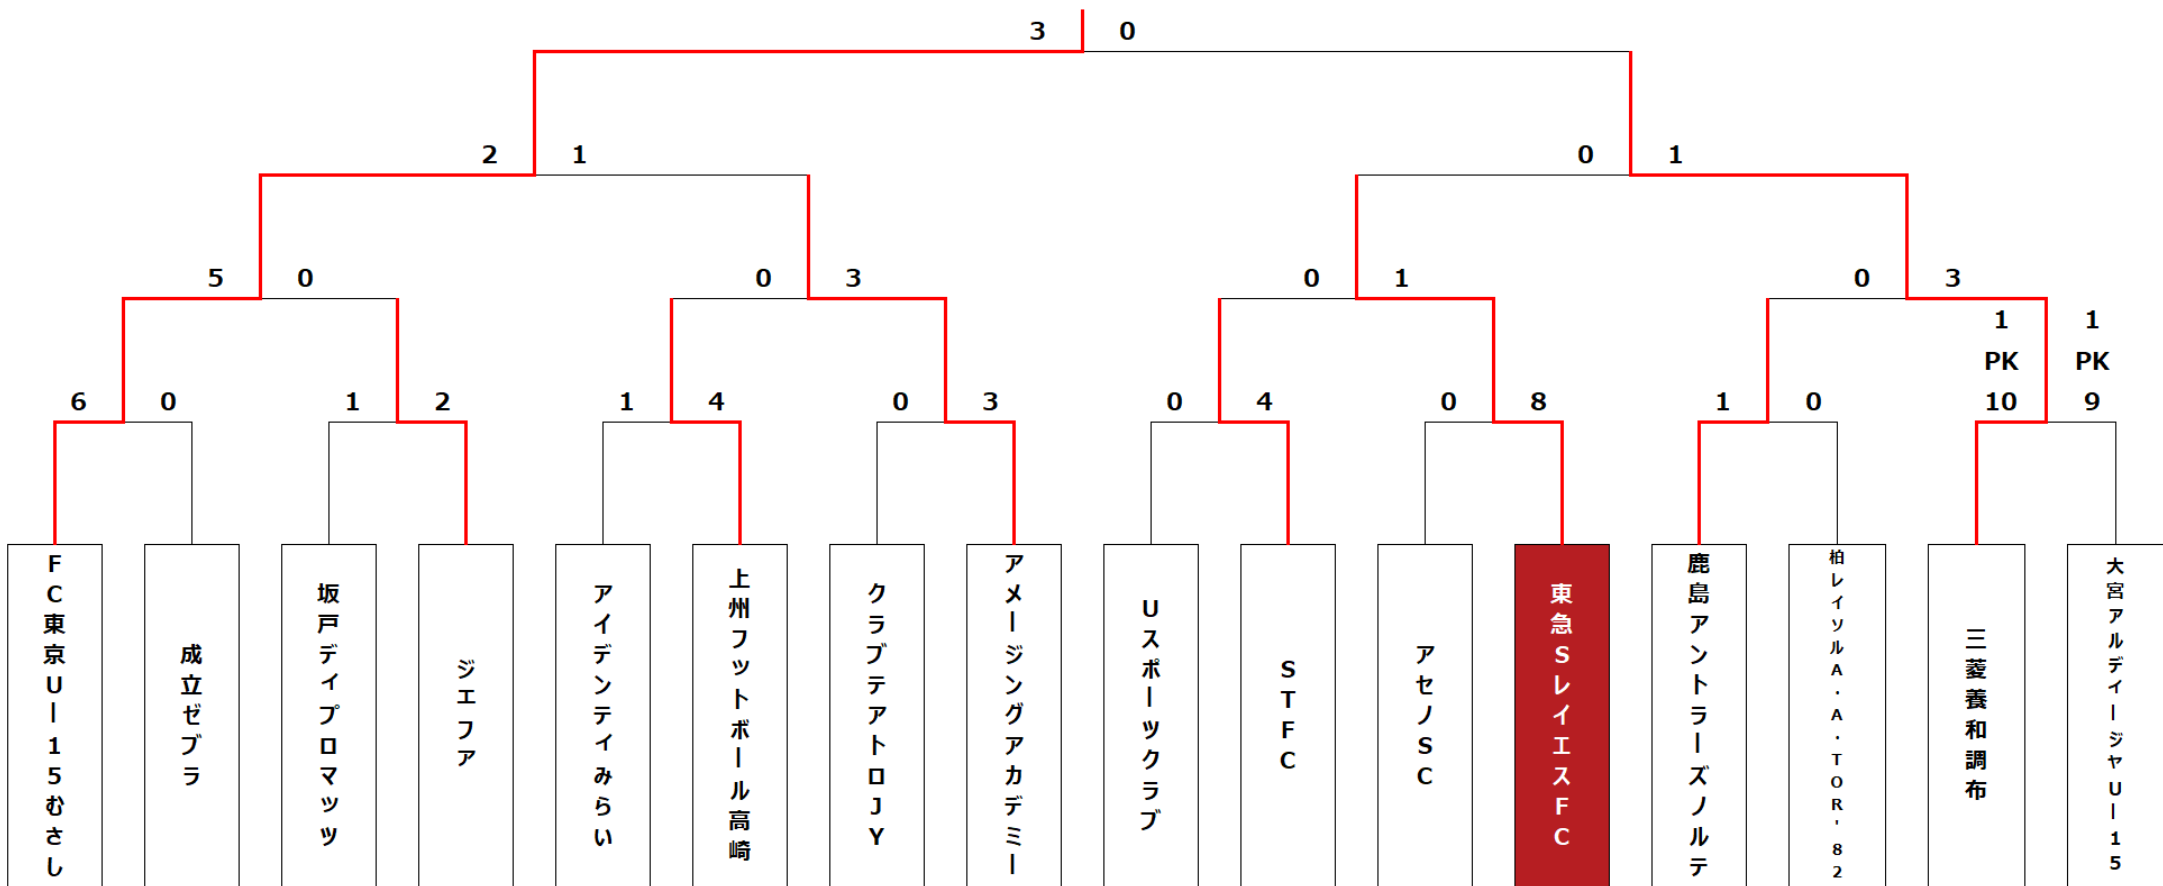 3 0
2 1
0 1
5 0
0 3
0 1
0 3
1 1
PK PK
6 0
1 2
1 4
0 3
0 4
0 8
1 0
10 9
FC東京Uー15むさし
成立ゼブラ
坂戸ディプロマッツ
ジェファ
アイデンティみらい
上州フットボール高崎
クラブテアトロJY
アメージングアカデミー
Uスポーツクラブ
STFC
アセノSC
東急SレイエスFC
鹿島アントラーズノルテ
柏レイソルA.A.TOR'82
三菱養和調布
大宮アルディージャUー15